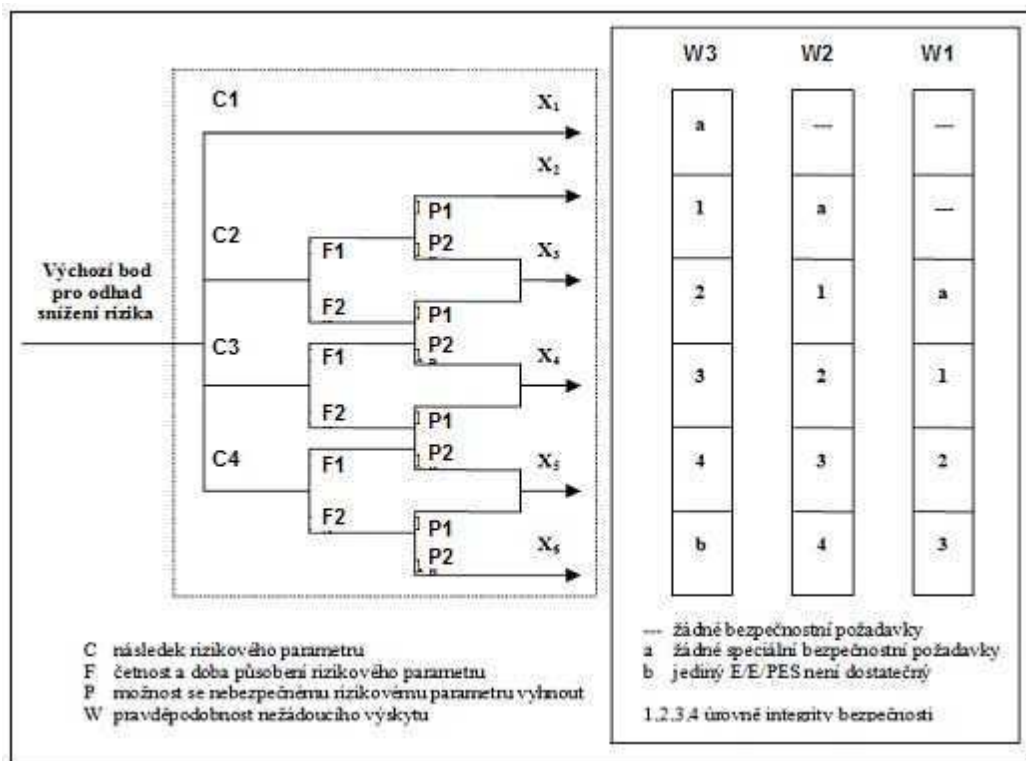 C1
X₁
X₂
P1
C2
F1
P2
X₃
Výchozí bod
pro odhad
snížení rizika
F2
P1
C3
F1
P2
X₄
F2
P1
C4
F1
P2
X₅
F2
P1
P2
X₆
W3 W2 W1
a --- ---
1 a ---
2 1 a
3 2 1
4 3 2
b 4 3
C následek rizikového parametru
F četnost a doba působení rizikového parametru
P možnost se nebezpečnému rizikovému parametru vyhnout
W pravděpodobnost nežádoucího výskytu
--- žádné bezpečnostní požadavky
a žádné speciální bezpečnostní požadavky
b jediný E/E/PES není dostatečný
1,2,3,4 úrovně integrity bezpečnosti